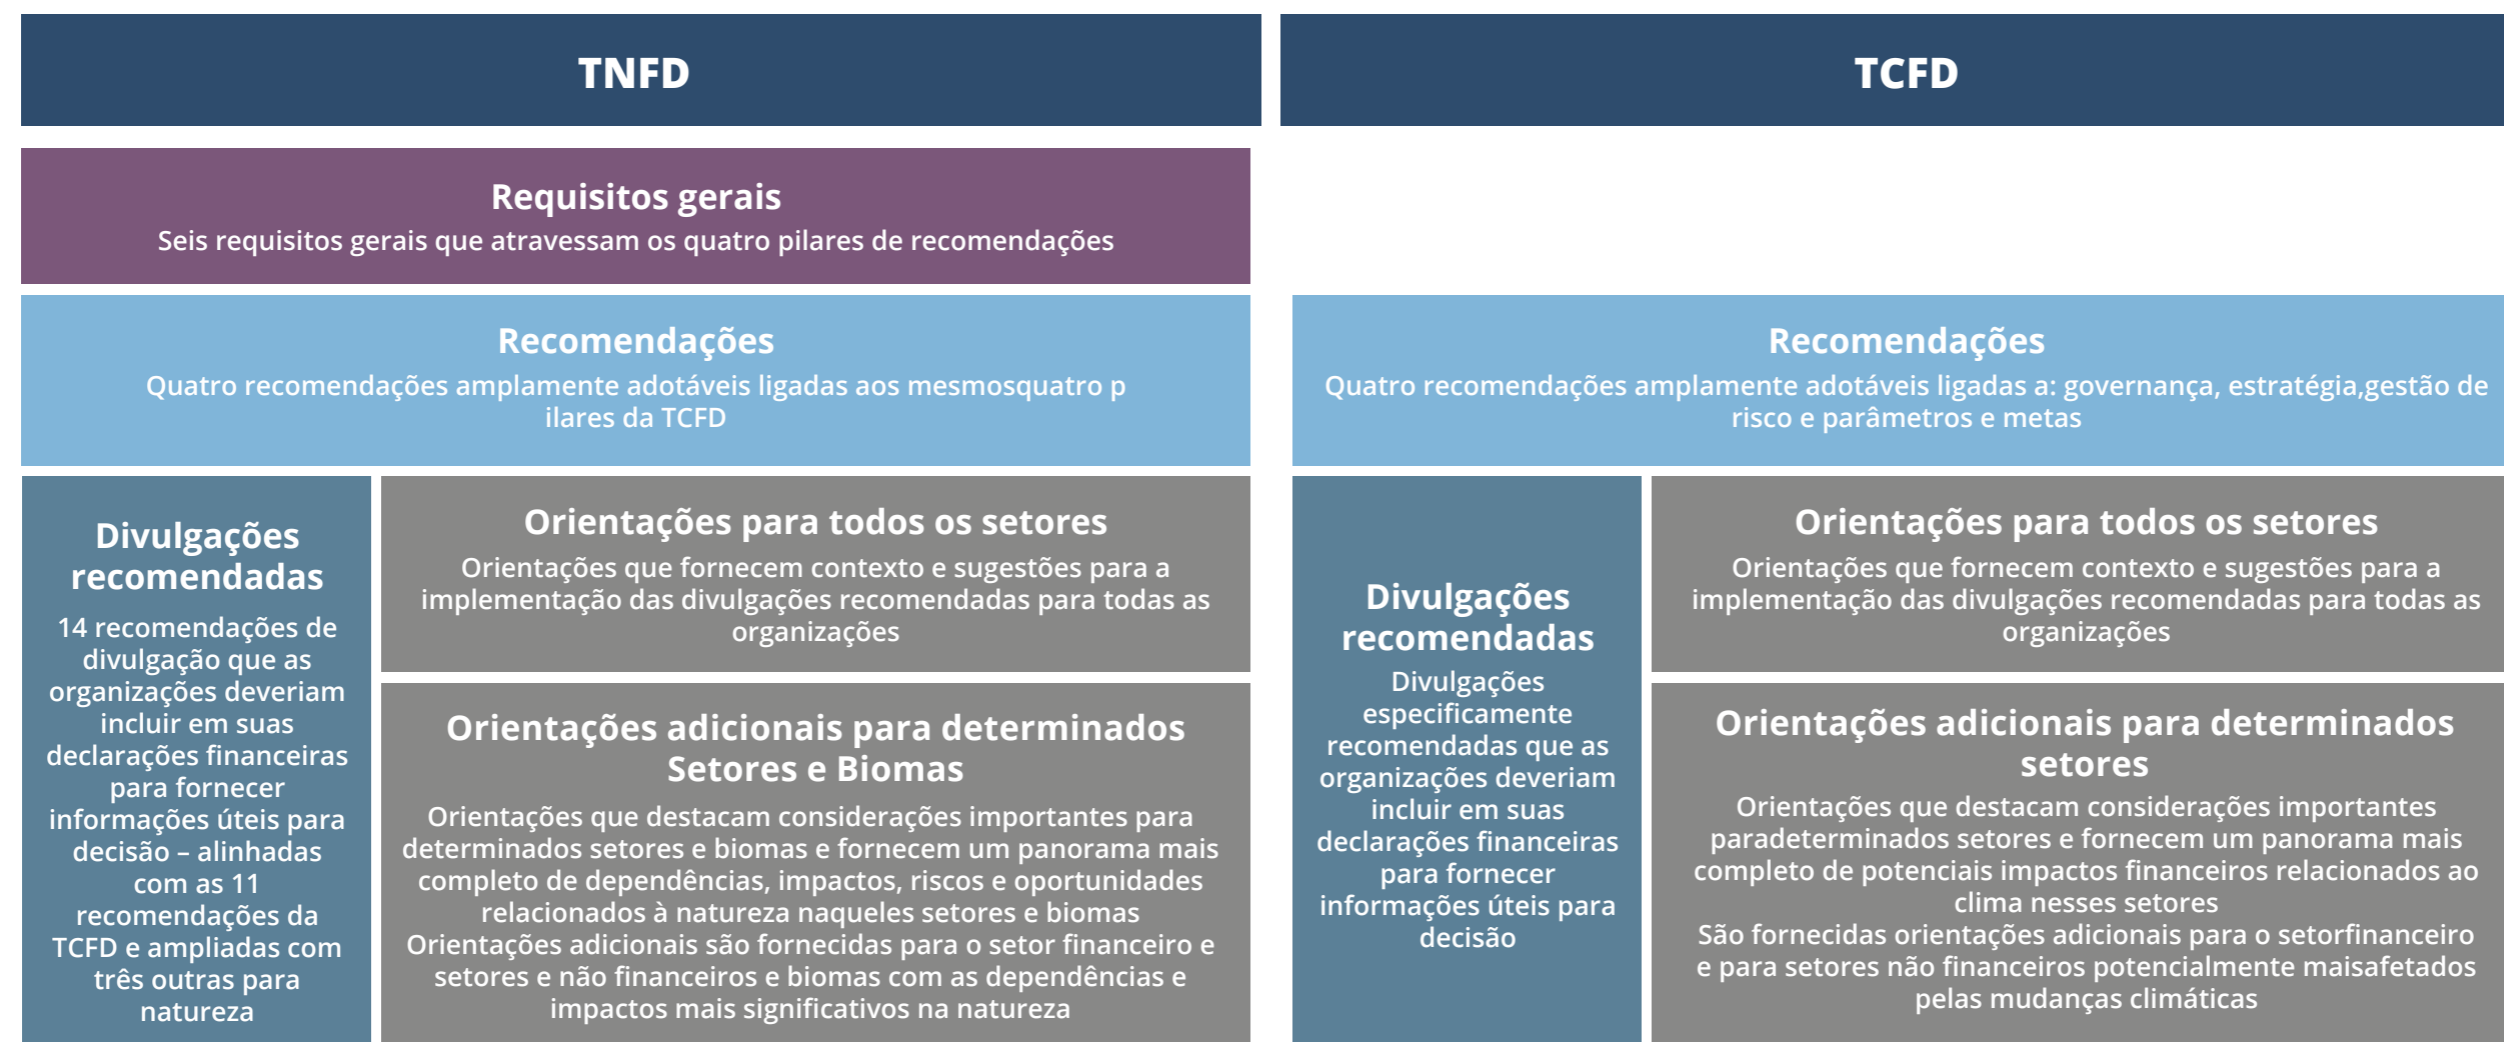 TNFD
Requisitos gerais
Seis requisitos gerais que atravessam os quatro pilares de recomendações
Recomendações
Quatro recomendações amplamente adotáveis ligadas aos mesmosquatro p
ilares da TCFD
Divulgações
recomendadas
14 recomendações de
divulgação que as
organizações deveriam
incluir em suas
declarações financeiras
para fornecer
informações úteis para
decisão – alinhadas
com as 11
recomendações da
TCFD e ampliadas com
três outras para
natureza
Orientações para todos os setores
Orientações que fornecem contexto e sugestões para a
implementação das divulgações recomendadas para todas as
organizações
Orientações adicionais para determinados
Setores e Biomas
Orientações que destacam considerações importantes para
determinados setores e biomas e fornecem um panorama mais
completo de dependências, impactos, riscos e oportunidades
relacionados à natureza naqueles setores e biomas
Orientações adicionais são fornecidas para o setor financeiro e
setores e não financeiros e biomas com as dependências e
impactos mais significativos na natureza
TCFD
Recomendações
Quatro recomendações amplamente adotáveis ligadas a: governança, estratégia,gestão de
risco e parâmetros e metas
Divulgações
recomendadas
Divulgações
especificamente
recomendadas que as
organizações deveriam
incluir em suas
declarações financeiras
para fornecer
informações úteis para
decisão
Orientações para todos os setores
Orientações que fornecem contexto e sugestões para a
implementação das divulgações recomendadas para todas as
organizações
Orientações adicionais para determinados
setores
Orientações que destacam considerações importantes
paradeterminados setores e fornecem um panorama mais
completo de potenciais impactos financeiros relacionados ao
clima nesses setores
São fornecidas orientações adicionais para o setorfinanceiro
e para setores não financeiros potencialmente maisafetados
pelas mudanças climáticas